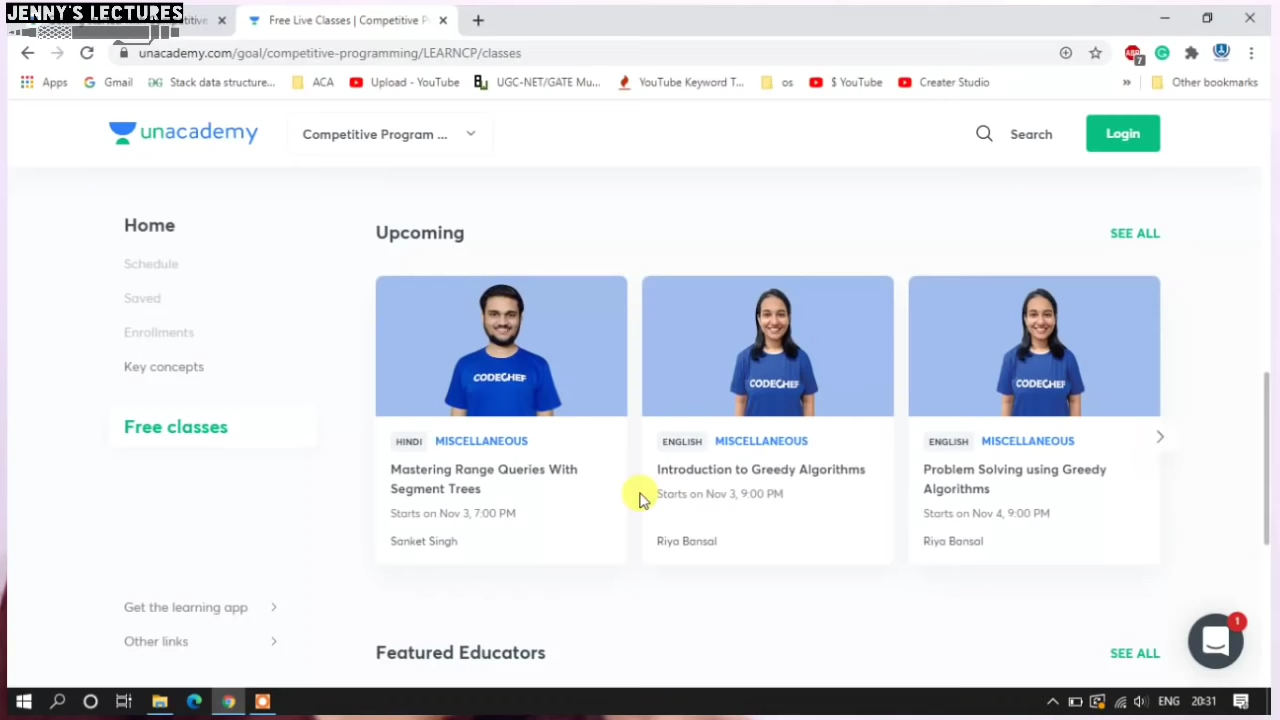 JENNY'S LECTURES
Free Live Classes | Competitive P
unacademy.com/goal/competitive-programming/LEARNCP/classes
Apps
Gmail
Stack data structure...
ACA
Upload - YouTube
UGC-NET/GATE Mu...
YouTube Keyword T...
os
$ YouTube
Creater Studio
»
Other bookmarks
unacademy
Competitive Program ...
Search
Login
Home
Schedule
Saved
Enrollments
Key concepts
Free classes
Get the learning app
Other links
Upcoming
SEE ALL
CODECHEF
HINDI MISCELLANEOUS
Mastering Range Queries With
Segment Trees
Starts on Nov 3, 7:00 PM
Sanket Singh
CODECHEF
ENGLISH MISCELLANEOUS
Introduction to Greedy Algorithms
Starts on Nov 3, 9:00 PM
Riya Bansal
CODECHEF
ENGLISH MISCELLANEOUS
Problem Solving using Greedy
Algorithms
Starts on Nov 4, 9:00 PM
Riya Bansal
Featured Educators
SEE ALL
1
ENG
20:31